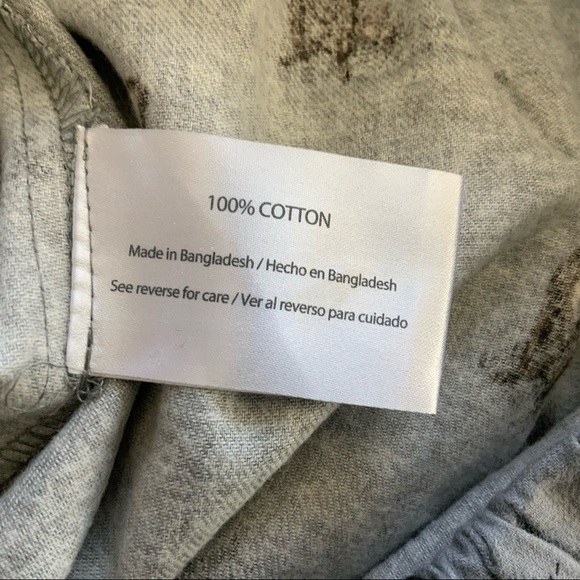 100% COTTON
Made in Bangladesh / Hecho en Bangladesh
See reverse for care / Ver al reverso para cuidado